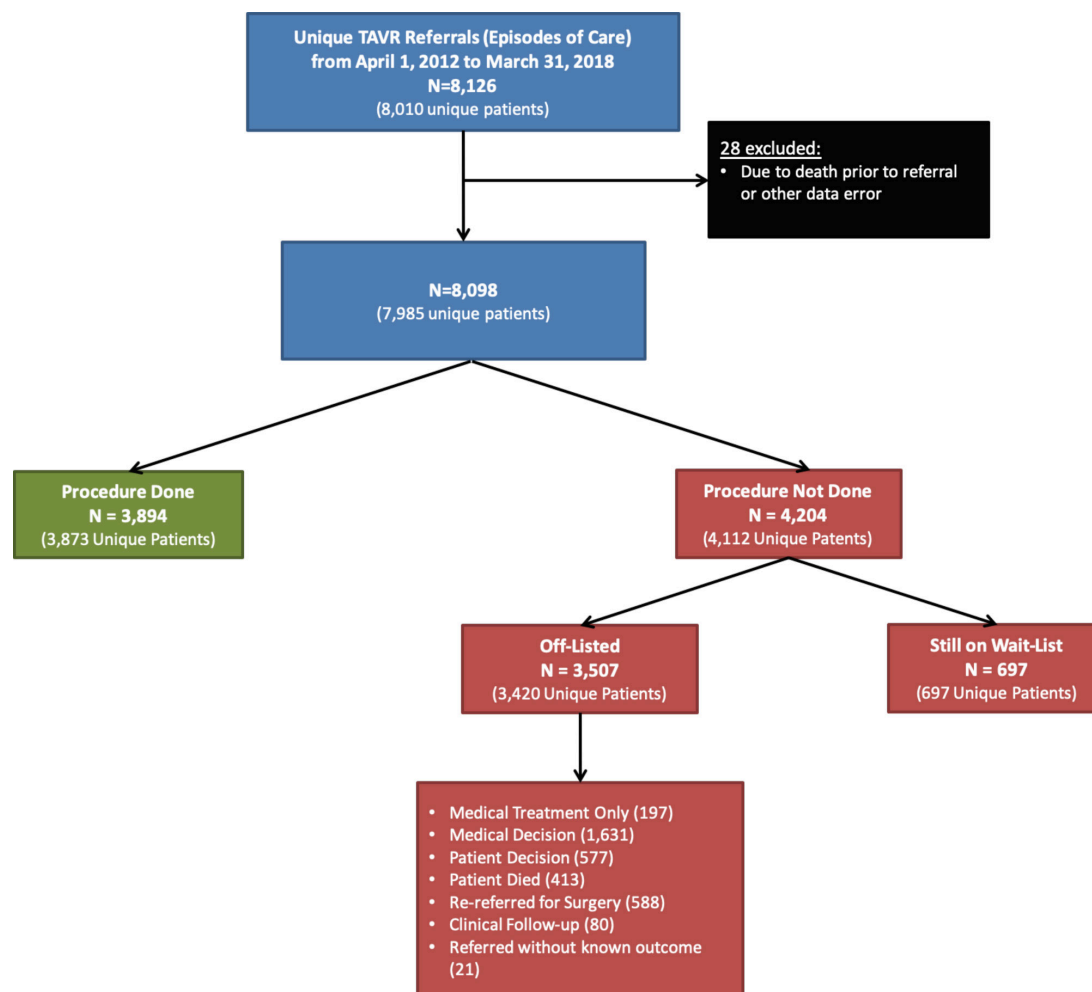 Unique TAVR Referrals (Episodes of Care)
from April 1, 2012 to March 31, 2018
N=8,126
(8,010 unique patients)
28 excluded:
• Due to death prior to referral
or other data error
N=8,098
(7,985 unique patients)
Procedure Done
N = 3,894
(3,873 Unique Patients)
Procedure Not Done
N = 4,204
(4,112 Unique Patents)
Off-Listed
N = 3,507
(3,420 Unique Patients)
Still on Wait-List
N = 697
(697 Unique Patients)
• Medical Treatment Only (197)
• Medical Decision (1,631)
• Patient Decision (577)
• Patient Died (413)
• Re-referred for Surgery (588)
• Clinical Follow-up (80)
• Referred without known outcome
(21)